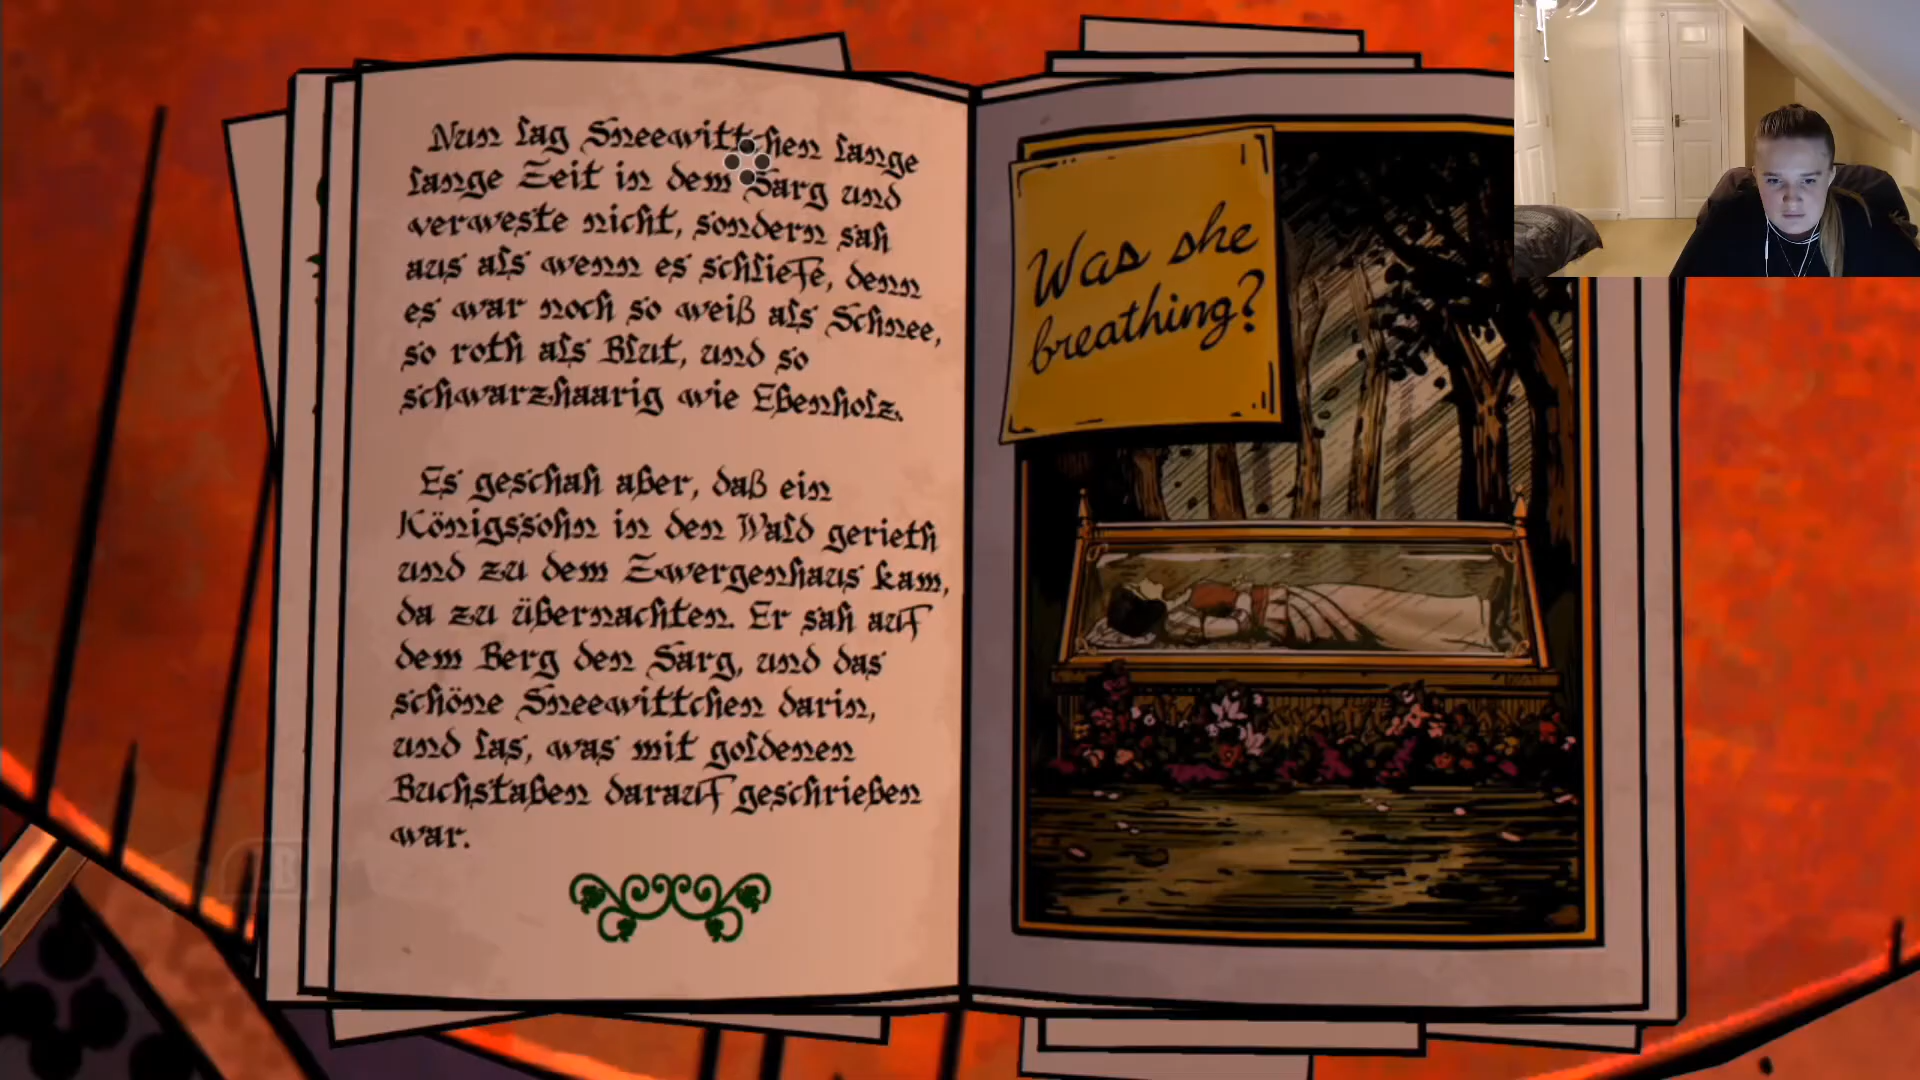 Nun lag Sneewittchen lange
lange Zeit in dem Sarg und
verweste nicht, sondern sah
aus als wenn es schliefe, denn
es war noch so weiß als Schnee,
so roth als Blut, und so
schwarzhaarig wie Ebenholz.
Es geschah aber, daß ein
Königssohn in den Wald gerieth
und zu dem Zwergenhaus kam,
da zu übernachten. Er sah auf
dem Berg den Sarg, und das
schöne Sneewittchen darin,
und las, was mit goldenen
Buchstaben darauf geschrieben
war.
Was she
breathing?